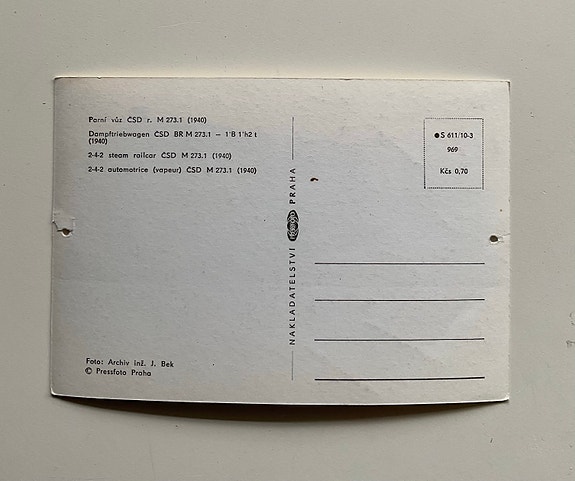 Parní vůz ČSD r. M 273.1 (1940)
Dampftriebwagen ČSD BR M 273.1 — 1'B 1'h2 t
(1940)
2-4-2 steam railcar ČSD M 273.1 (1940)
2-4-2 automotrice (vapeur) ČSD M 273.1 (1940)
Foto: Archiv inž. J. Bek
© Pressfoto Praha
NAKLADATELSTVÍ PRAHA
●S 611/10-3
969
Kčs 0,70